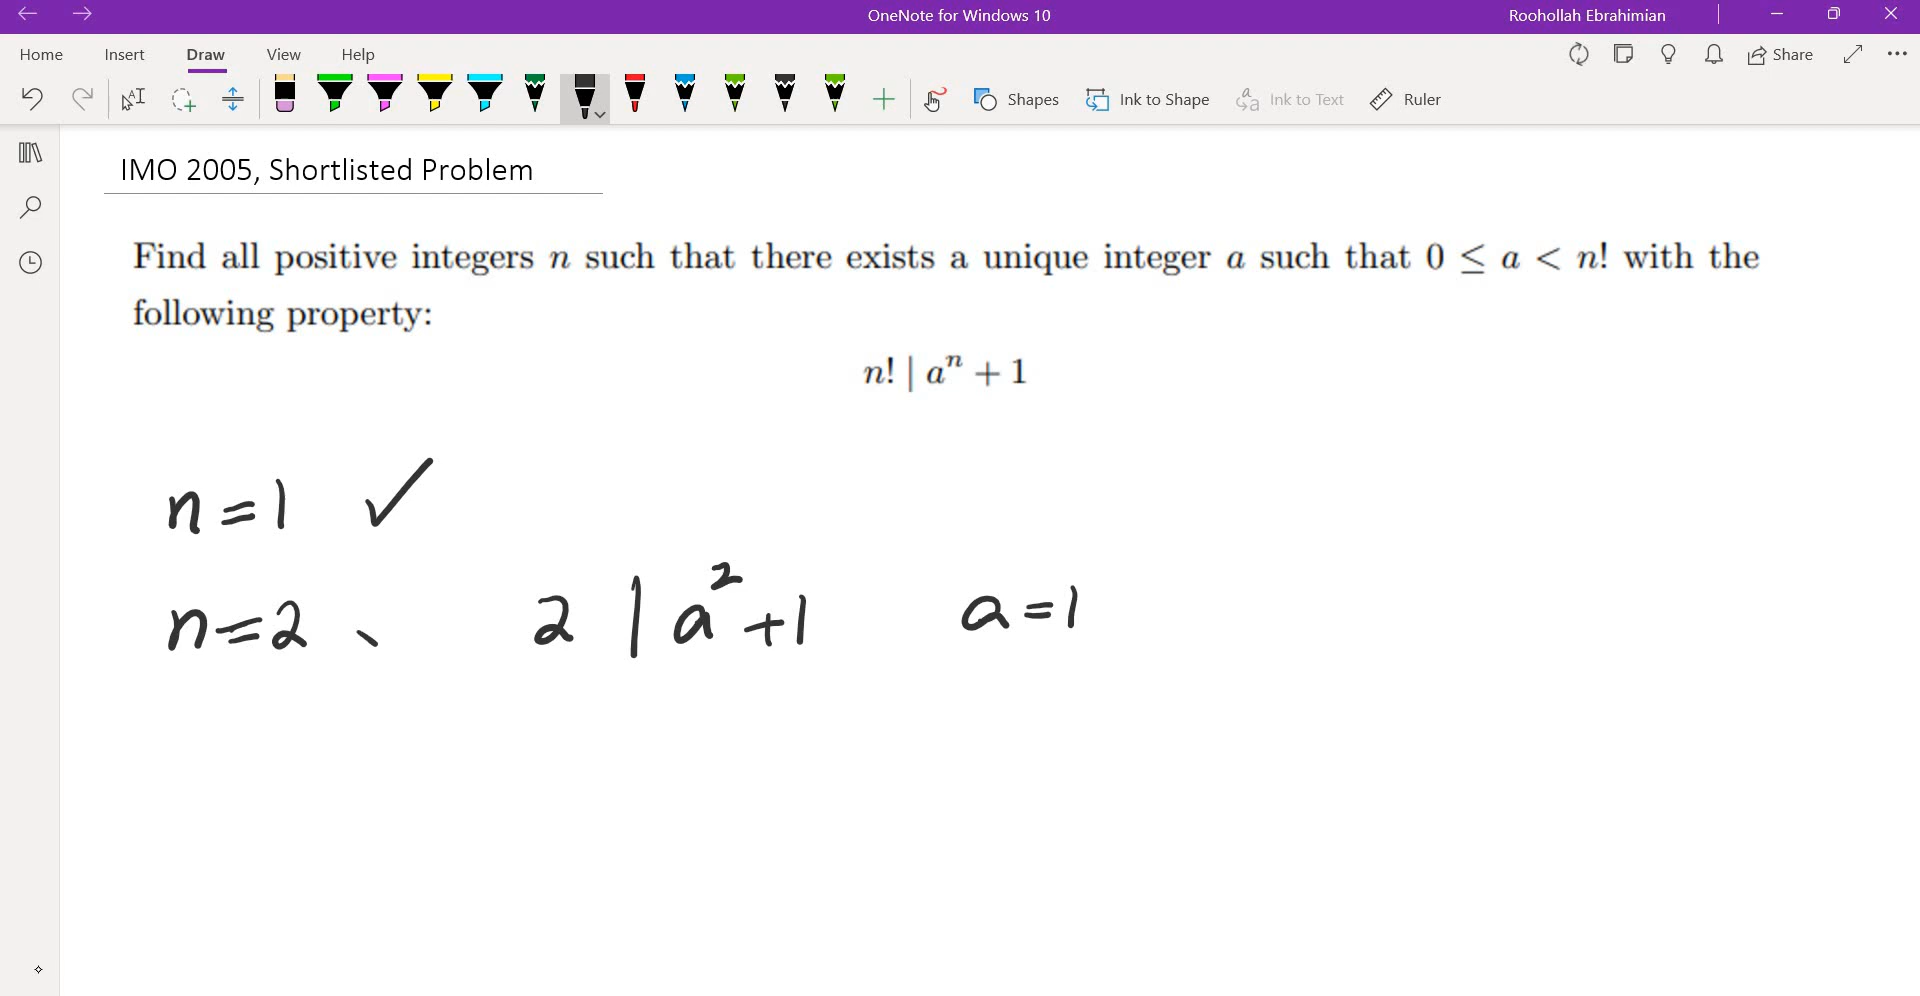 OneNote for Windows 10
Roohollah Ebrahimian
Home Insert Draw View Help
Share
Shapes Ink to Shape Ink to Text Ruler
IMO 2005, Shortlisted Problem
Find all positive integers n such that there exists a unique integer a such that 0 ≤ a < n! with the
following property:
n! | aⁿ + 1
n = 1 ✓
n = 2 2 | a² + 1 a = 1